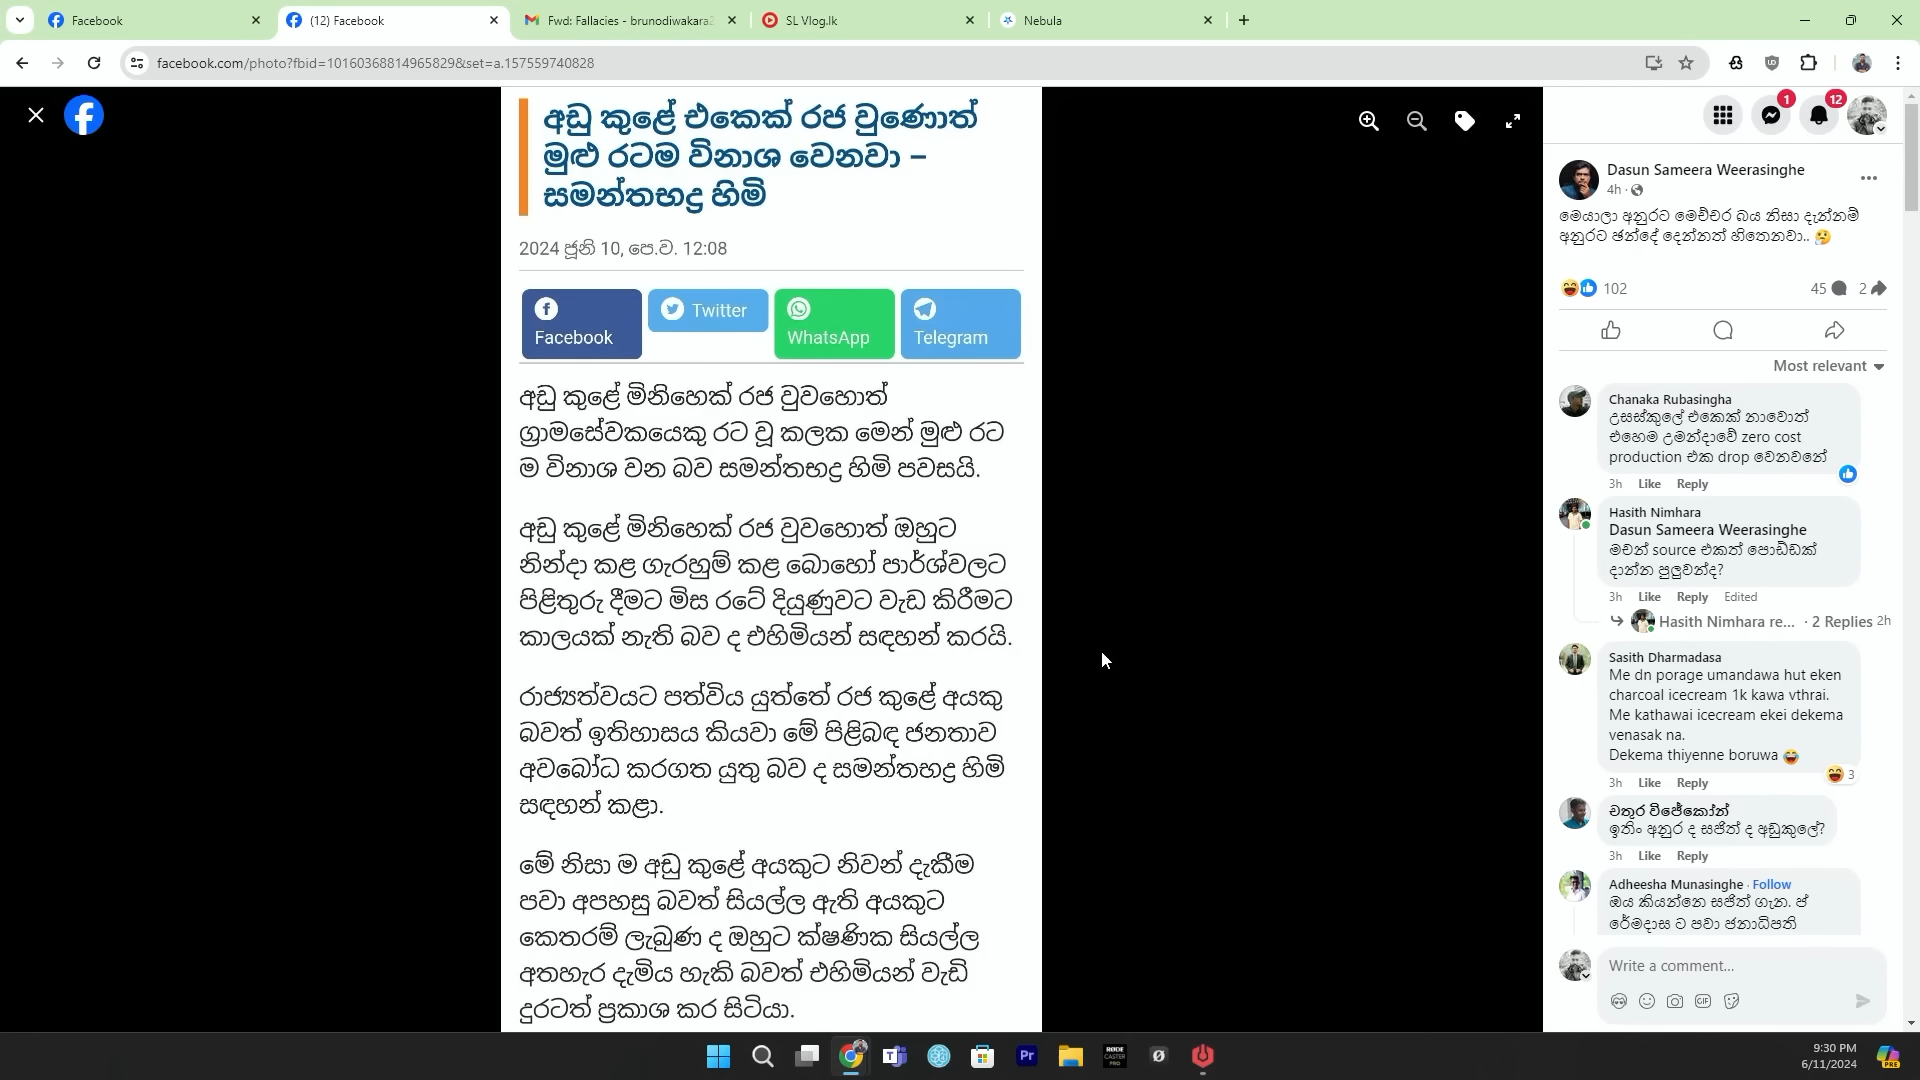 Facebook
(12) Facebook
Fwd: Fallacies - brunodiwakara2
SL Vlog.lk
Nebula
facebook.com/photo?fbid=10160368814965829&set=a.157559740828
අඩු කුළේ එකෙක් රජ වුණොත්
මුළු රටම විනාශ වෙනවා –
සමන්තභද්‍ර හිමි
2024 ජූනි 10, පෙ.ව. 12:08
Facebook
Twitter
WhatsApp
Telegram
අඩු කුළේ මිනිහෙක් රජ වුවහොත්
ග්‍රාමසේවකයෙකු රට වූ කලක මෙන් මුළු රට
ම විනාශ වන බව සමන්තභද්‍ර හිමි පවසයි.
අඩු කුළේ මිනිහෙක් රජ වුවහොත් ඔහුට
නින්දා කළ ගැරහුම් කළ බොහෝ පාර්ශ්වලට
පිළිතුරු දීමට මිස රටේ දියුණුවට වැඩ කිරීමට
කාලයක් නැති බව ද එහිමියන් සඳහන් කරයි.
රාජ්‍යත්වයට පත්විය යුත්තේ රජ කුළේ අයකු
බවත් ඉතිහාසය කියවා මේ පිළිබඳ ජනතාව
අවබෝධ කරගත යුතු බව ද සමන්තභද්‍ර හිමි
සඳහන් කළා.
මේ නිසා ම අඩු කුළේ අයකුට නිවන් දැකීම
පවා අපහසු බවත් සියල්ල ඇති අයකුට
කෙතරම් ලැබුණ ද ඔහුට ක්ෂණික සියල්ල
අතහැර දැමිය හැකි බවත් එහිමියන් වැඩි
දුරටත් ප්‍රකාශ කර සිටියා.
1
12
Dasun Sameera Weerasinghe
4h
මෙයාලා අනුරට මෙච්චර බය නිසා දැන්නම්
අනුරට ඡන්දේ දෙන්නත් හිතෙනවා.. 🤔
102
45
2
Most relevant
Chanaka Rubasingha
උසස්කුලේ එකෙක් නාවොත්
එහෙම උමන්දාවේ zero cost
production එක drop වෙනවනේ
3h Like Reply
Hasith Nimhara
Dasun Sameera Weerasinghe
මචන් source එකත් පොඩ්ඩක්
දාන්න පුලුවන්ද?
3h Like Reply Edited
Hasith Nimhara re... · 2 Replies 2h
Sasith Dharmadasa
Me dn porage umandawa hut eken
charcoal icecream 1k kawa vthrai.
Me kathawai icecream ekei dekema
venasak na.
Dekema thiyenne boruwa 😂
3
3h Like Reply
චතුර විජේකෝන්
ඉතිං අනුර ද සජිත් ද අඩුකුලේ?
3h Like Reply
Adheesha Munasinghe · Follow
ඔය කියන්නෙ සජිත් ගැන. ප්
රේමදාස ට පවා ජනාධිපති
Write a comment...
GIF
Pr
RØDE
CASTER
PRO
9:30 PM
6/11/2024
PRE